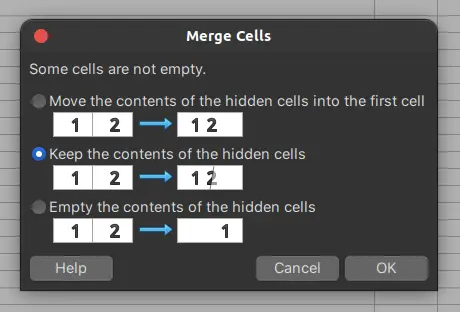 Merge Cells
Some cells are not empty.
Move the contents of the hidden cells into the first cell
1 2 1 2
Keep the contents of the hidden cells
1 2 1 2
Empty the contents of the hidden cells
1 2 1
Help Cancel OK